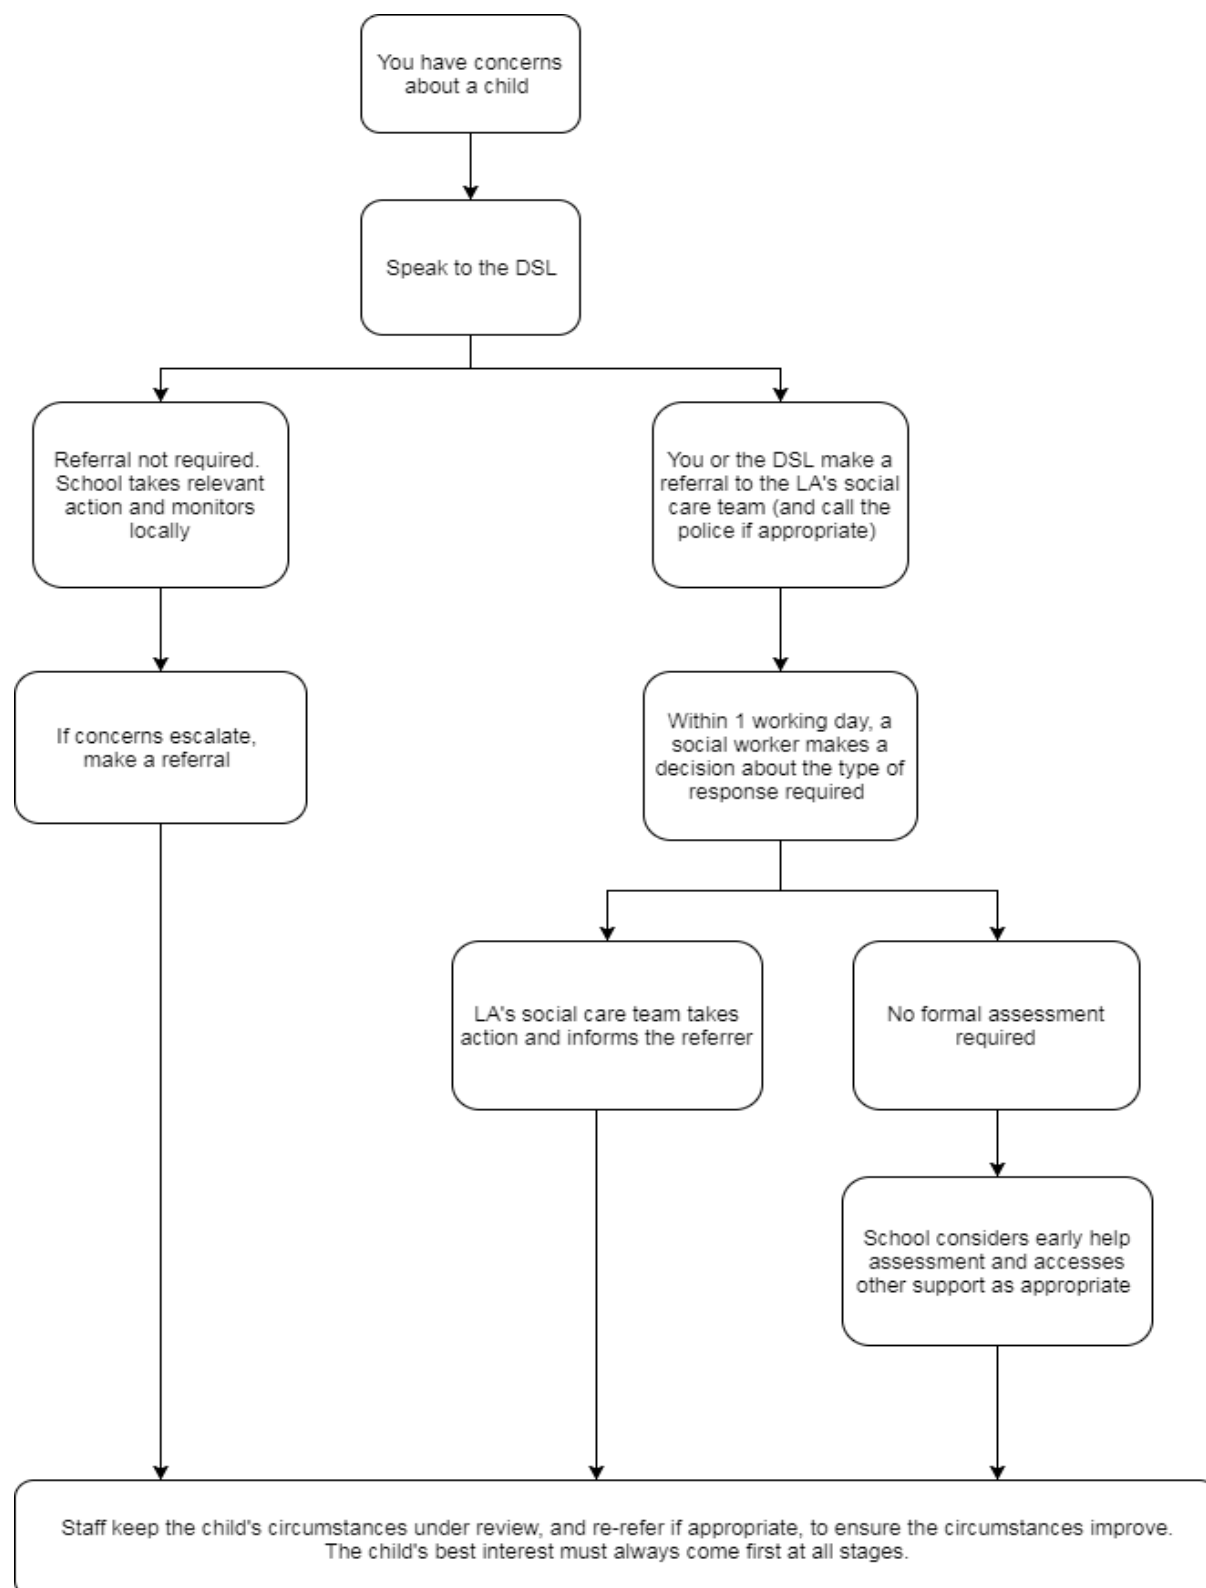 You have concerns
about a child
Speak to the DSL
Referral not required.
School takes relevant
action and monitors
locally
You or the DSL make a
referral to the LA's social
care team (and call the
police if appropriate)
If concerns escalate,
make a referral
Within 1 working day, a
social worker makes a
decision about the type of
response required
LA's social care team takes
action and informs the referrer
No formal assessment
required
School considers early help
assessment and accesses
other support as appropriate
Staff keep the child's circumstances under review, and re-refer if appropriate, to ensure the circumstances improve.
The child's best interest must always come first at all stages.